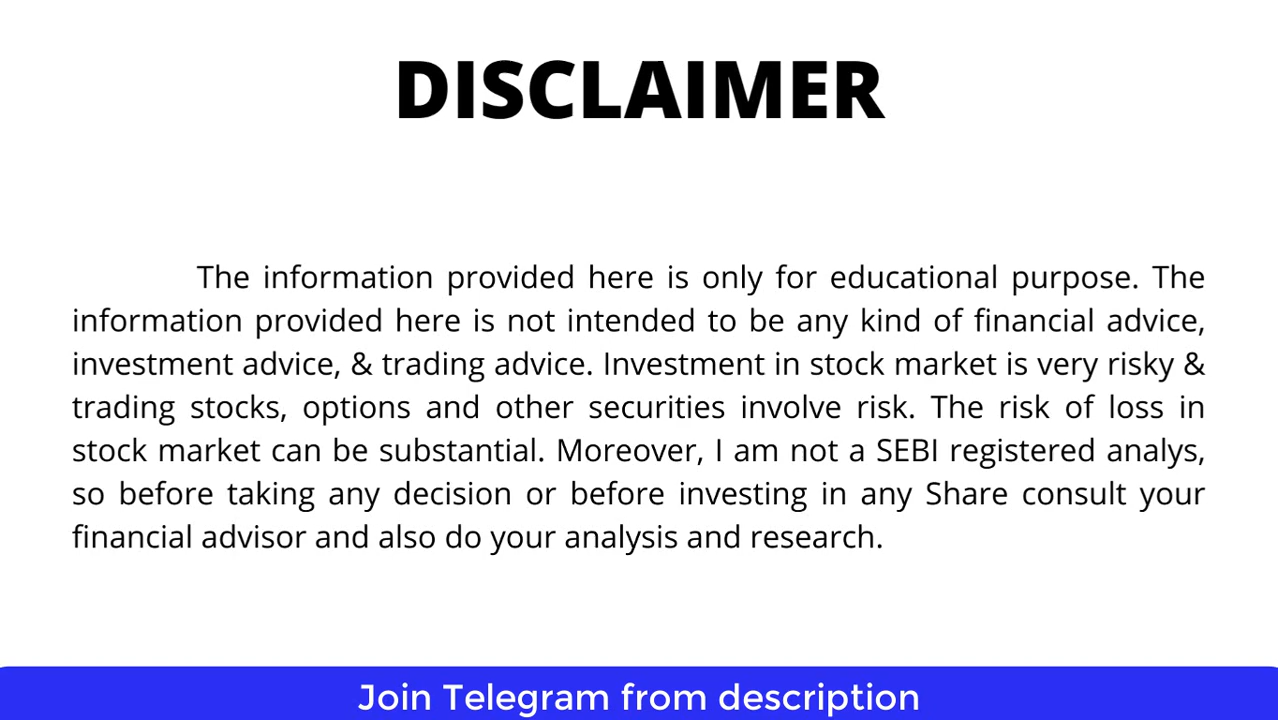 DISCLAIMER
The information provided here is only for educational purpose. The
information provided here is not intended to be any kind of financial advice,
investment advice, & trading advice. Investment in stock market is very risky &
trading stocks, options and other securities involve risk. The risk of loss in
stock market can be substantial. Moreover, I am not a SEBI registered analys,
so before taking any decision or before investing in any Share consult your
financial advisor and also do your analysis and research.
Join Telegram from description